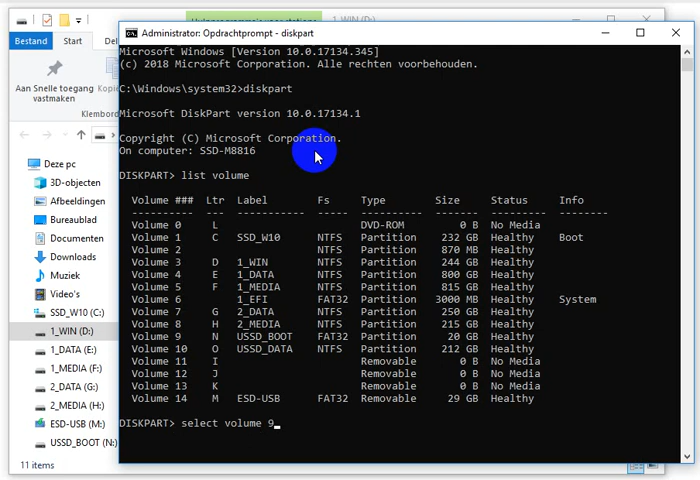 Hulpprogramma's voor stations
1_WIN (D:)
Bestand
Start
D
Aan Snelle toegang
vastmaken
Klembord
Deze pc
3D-objecten
Afbeeldingen
Bureaublad
Documenten
Downloads
Muziek
Video's
SSD_W10 (C:)
1_WIN (D:)
1_DATA (E:)
1_MEDIA (F:)
2_DATA (G:)
2_MEDIA (H:)
ESD-USB (M:)
USSD_BOOT (N:)
11 items
Administrator: Opdrachtprompt - diskpart
Microsoft Windows [Version 10.0.17134.345]
(c) 2018 Microsoft Corporation. Alle rechten voorbehouden.
C:\Windows\system32>diskpart
Microsoft DiskPart version 10.0.17134.1
Copyright (C) Microsoft Corporation.
On computer: SSD-M8816
DISKPART> list volume
Volume ### Ltr Label Fs Type Size Status Info
---------- --- ----------- ----- ---------- ------- --------- --------
Volume 0 L DVD-ROM 0 B No Media
Volume 1 C SSD_W10 NTFS Partition 232 GB Healthy Boot
Volume 2 NTFS Partition 870 MB Healthy
Volume 3 D 1_WIN NTFS Partition 244 GB Healthy
Volume 4 E 1_DATA NTFS Partition 800 GB Healthy
Volume 5 F 1_MEDIA NTFS Partition 815 GB Healthy
Volume 6 1_EFI FAT32 Partition 3000 MB Healthy System
Volume 7 G 2_DATA NTFS Partition 250 GB Healthy
Volume 8 H 2_MEDIA NTFS Partition 215 GB Healthy
Volume 9 N USSD_BOOT FAT32 Partition 20 GB Healthy
Volume 10 O USSD_DATA NTFS Partition 212 GB Healthy
Volume 11 I Removable 0 B No Media
Volume 12 J Removable 0 B No Media
Volume 13 K Removable 0 B No Media
Volume 14 M ESD-USB FAT32 Removable 29 GB Healthy
DISKPART> select volume 9_